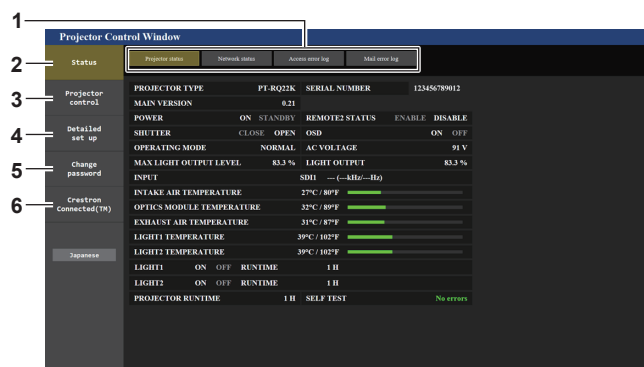 1
Projector Control Window
2
Status
Projector status Network status Access error log Mail error log
3
Projector
control
4
Detailed
set up
5
Change
password
6
Crestron
Connected(TM)
Japanese
PROJECTOR TYPE PT-RQ22K SERIAL NUMBER 123456789012
MAIN VERSION 0.21
POWER ON STANDBY REMOTE2 STATUS ENABLE DISABLE
SHUTTER CLOSE OPEN OSD ON OFF
OPERATING MODE NORMAL AC VOLTAGE 91 V
MAX LIGHT OUTPUT LEVEL 83.3 % LIGHT OUTPUT 83.3 %
INPUT SDI1 --- (---kHz/---Hz)
INTAKE AIR TEMPERATURE 27°C / 80°F
OPTICS MODULE TEMPERATURE 32°C / 89°F
EXHAUST AIR TEMPERATURE 31°C / 87°F
LIGHT1 TEMPERATURE 39°C / 102°F
LIGHT2 TEMPERATURE 39°C / 102°F
LIGHT1 ON OFF RUNTIME 1 H
LIGHT2 ON OFF RUNTIME 1 H
PROJECTOR RUNTIME 1 H SELF TEST No errors